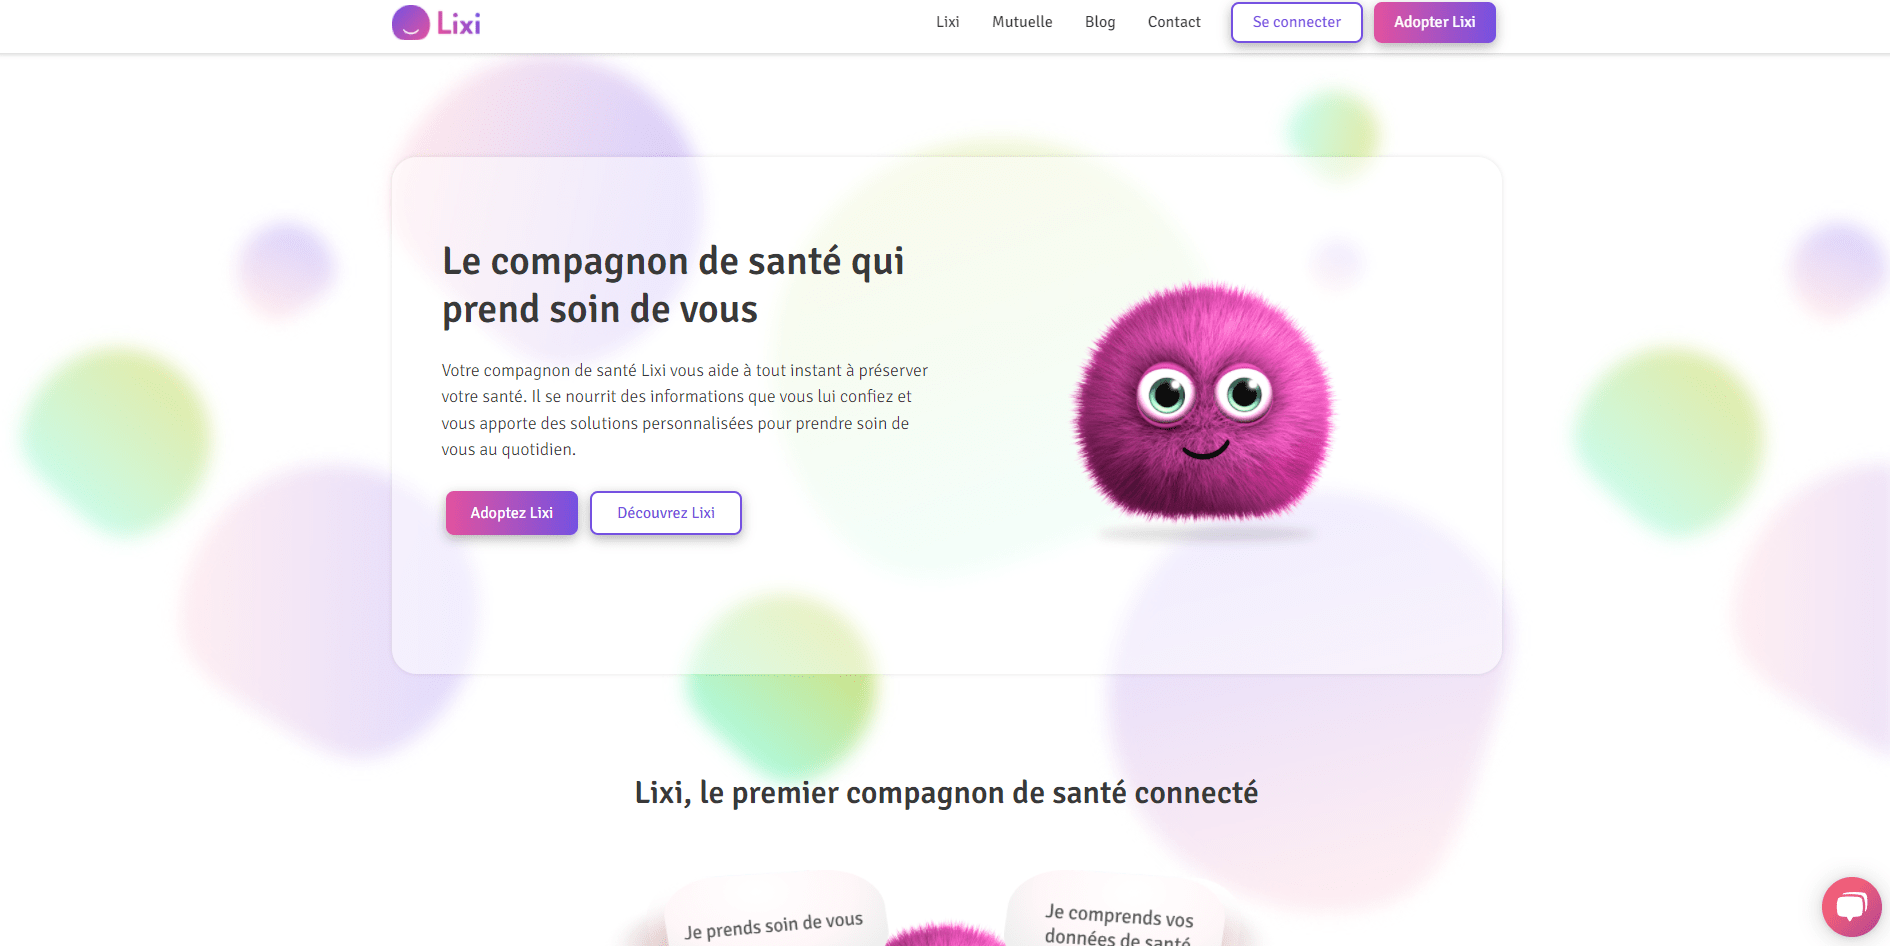 Lixi
Lixi Mutuelle Blog Contact Se connecter Adopter Lixi
Le compagnon de santé qui
prend soin de vous
Votre compagnon de santé Lixi vous aide à tout instant à préserver
votre santé. Il se nourrit des informations que vous lui confiez et
vous apporte des solutions personnalisées pour prendre soin de
vous au quotidien.
Adoptez Lixi Découvrez Lixi
Lixi, le premier compagnon de santé connecté
Je prends soin de vous
Je comprends vos
données de santé